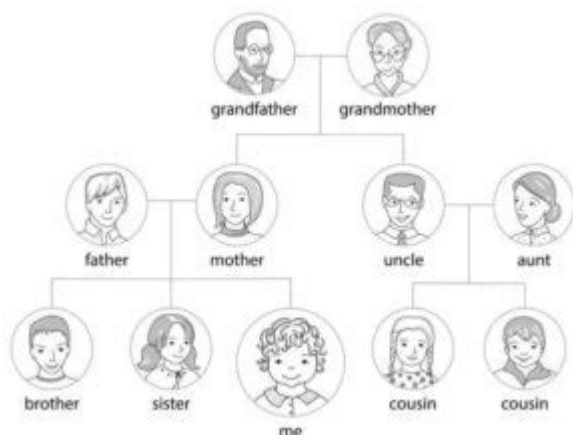 grandfather grandmother
father mother uncle aunt
brother sister me cousin cousin